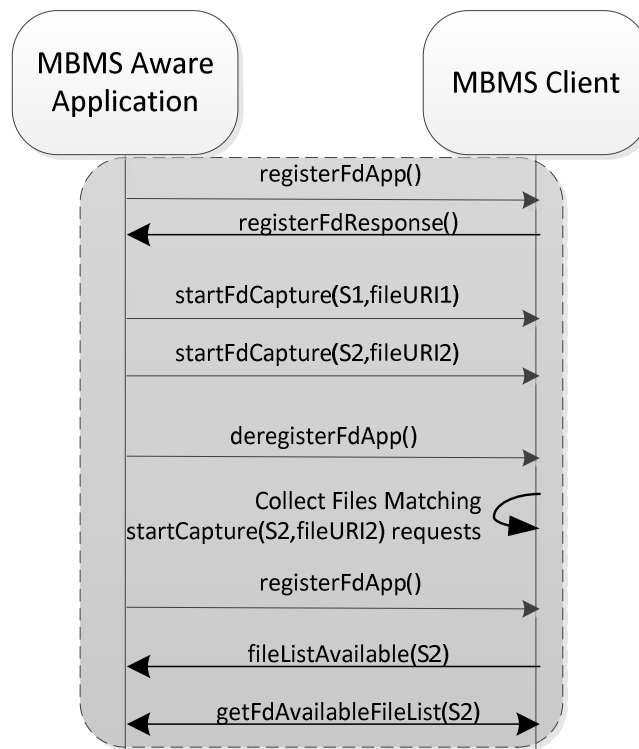 MBMS Aware
Application
MBMS Client
registerFdApp()
registerFdResponse()
startFdCapture(S1,fileURI1)
startFdCapture(S2,fileURI2)
deregisterFdApp()
Collect Files Matching
startCapture(S2,fileURI2) requests
registerFdApp()
fileListAvailable(S2)
getFdAvailableFileList(S2)